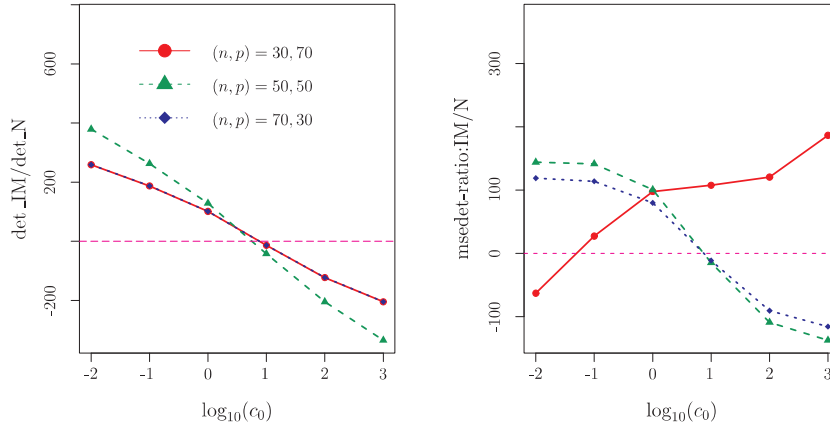 det_IM/det_N
600
200
-200
(n, p) = 30, 70
(n, p) = 50, 50
(n, p) = 70, 30
-2 -1 0 1 2 3
log10(c0)
msedet-ratio:IM/N
300
100
0
-100
-2 -1 0 1 2 3
log10(c0)